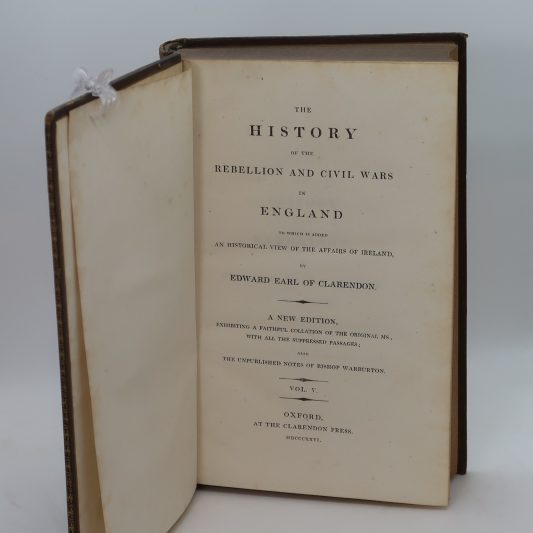 THE
HISTORY
OF THE
REBELLION AND CIVIL WARS
IN
ENGLAND
TO WHICH IS ADDED
AN HISTORICAL VIEW OF THE AFFAIRS OF IRELAND,
BY
EDWARD EARL OF CLARENDON.
A NEW EDITION,
EXHIBITING A FAITHFUL COLLATION OF THE ORIGINAL MS.,
WITH ALL THE SUPPRESSED PASSAGES;
ALSO
THE UNPUBLISHED NOTES OF BISHOP WARBURTON.
VOL. V.
OXFORD,
AT THE CLARENDON PRESS.
MDCCCXXVI.